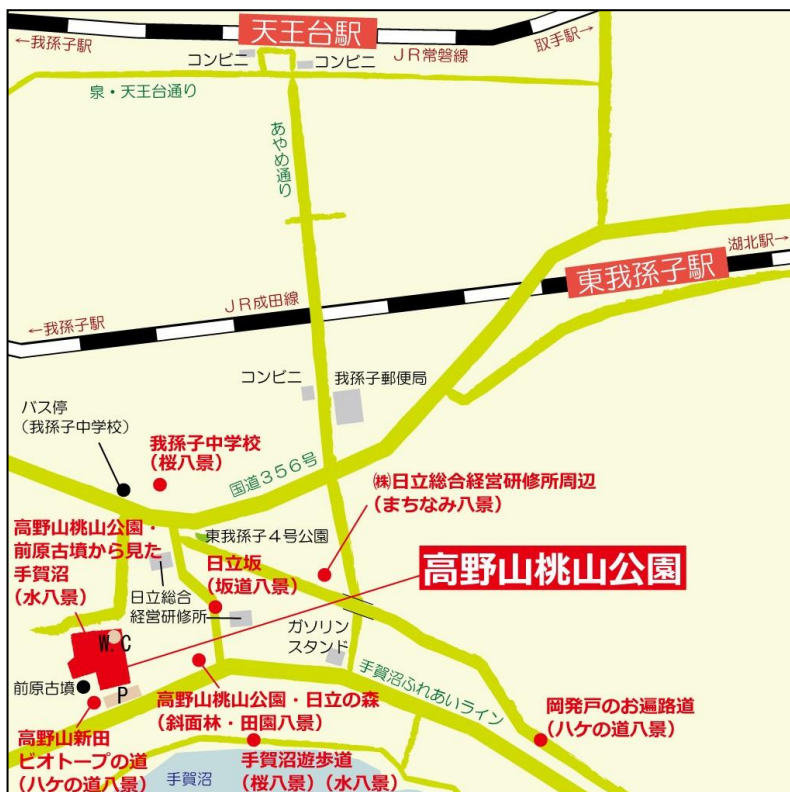 天王台駅
←我孫子駅
取手駅→
コンビニ
コンビニ
JR常磐線
泉・天王台通り
あやめ通り
湖北駅→
東我孫子駅
JR成田線
←我孫子駅
コンビニ
我孫子郵便局
バス停
(我孫子中学校)
我孫子中学校
(桜八景)
国道356号
㈱日立総合経営研修所周辺
(まちなみ八景)
高野山桃山公園・
前原古墳から見た
手賀沼
(水八景)
東我孫子4号公園
日立坂
(坂道八景)
高野山桃山公園
日立総合
経営研修所
ガソリン
スタンド
W.C
前原古墳
P
手賀沼ふれあいライン
高野山桃山公園・日立の森
(斜面林・田園八景)
岡発戸のお遍路道
(ハケの道八景)
高野山新田
ビオトープの道
(ハケの道八景)
手賀沼
手賀沼遊歩道
(桜八景)(水八景)